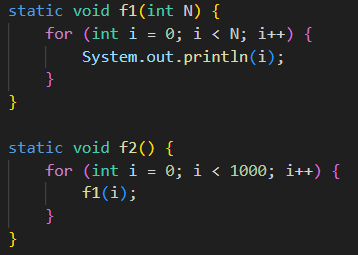 static void f1(int N) {
    for (int i = 0; i < N; i++) {
        System.out.println(i);
    }
}

static void f2() {
    for (int i = 0; i < 1000; i++) {
        f1(i);
    }
}